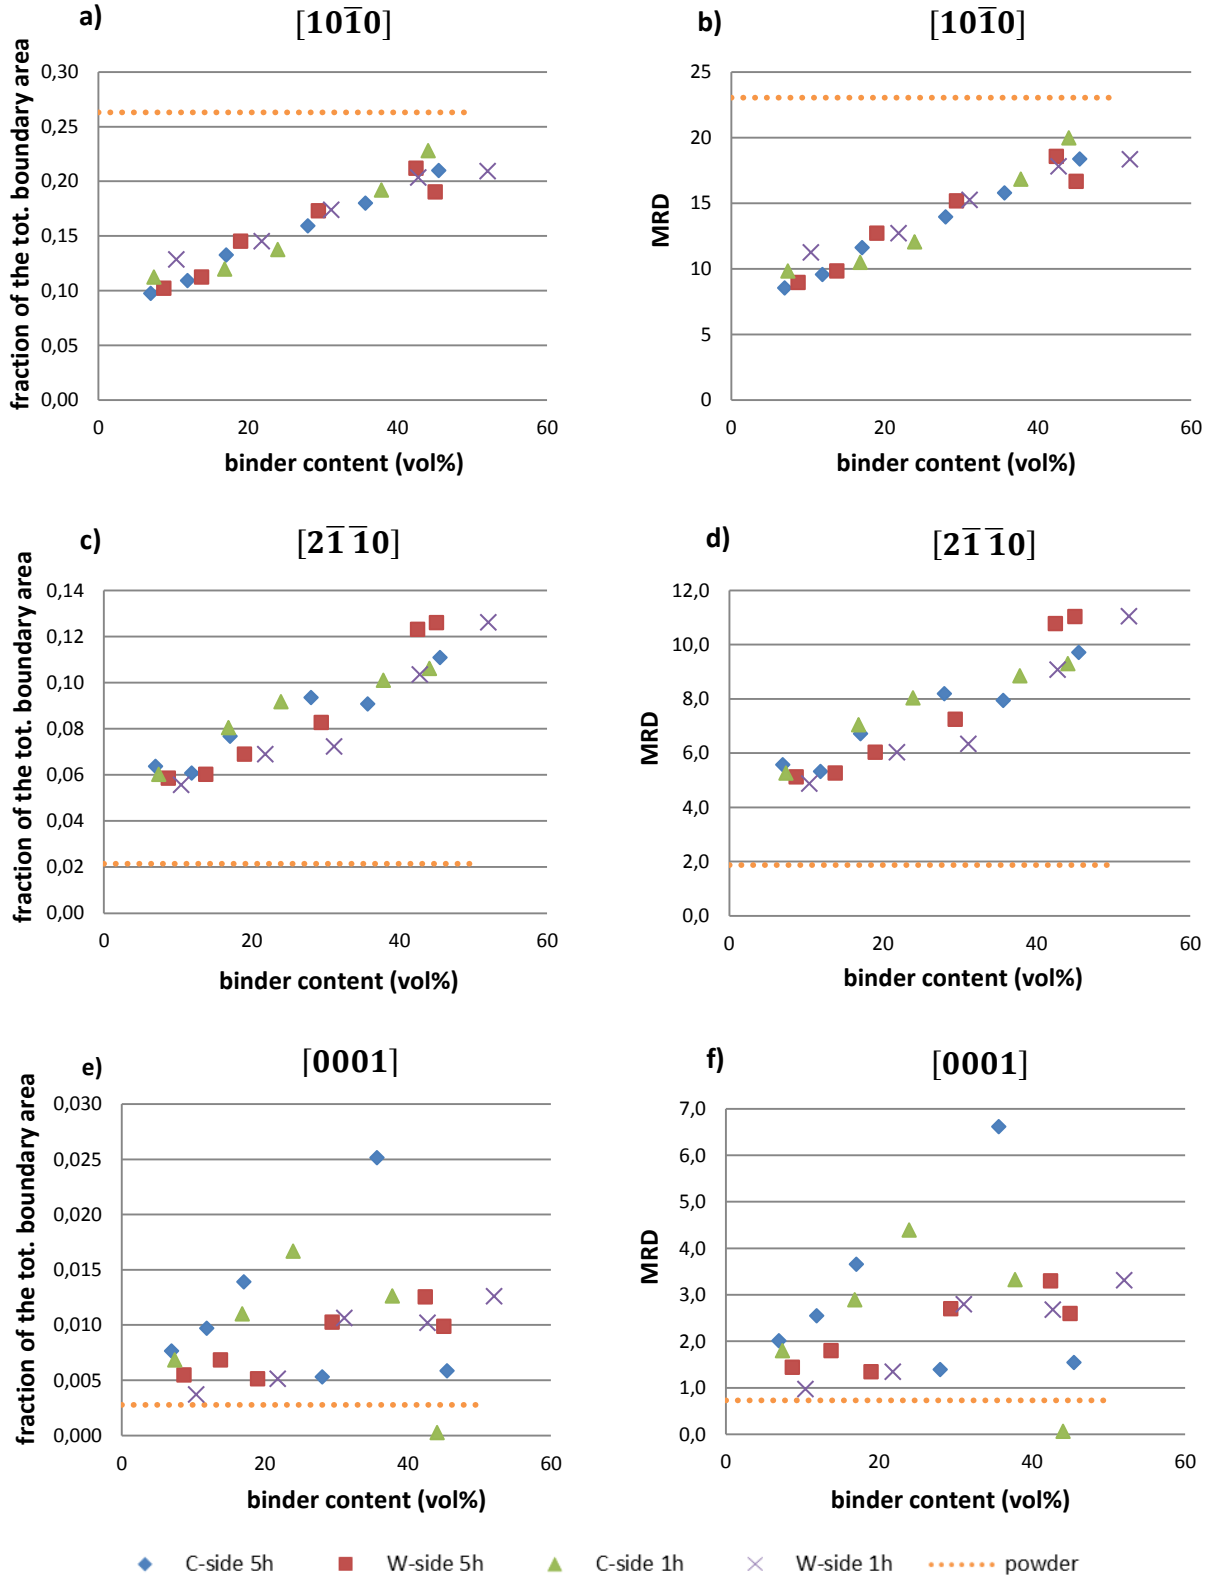 a)
[101̅0]
fraction of the tot. boundary area
0,30
0,25
0,20
0,15
0,10
0,05
0,00
0 20 40 60
binder content (vol%)
b)
[101̅0]
MRD
25
20
15
10
5
0
0 20 40 60
binder content (vol%)
c)
[21̅ 1̅0]
fraction of the tot. boundary area
0,14
0,12
0,10
0,08
0,06
0,04
0,02
0,00
0 20 40 60
binder content (vol%)
d)
[21̅ 1̅0]
MRD
12,0
10,0
8,0
6,0
4,0
2,0
0,0
0 20 40 60
binder content (vol%)
e)
[0001]
fraction of the tot. boundary area
0,030
0,025
0,020
0,015
0,010
0,005
0,000
0 20 40 60
binder content (vol%)
f)
[0001]
MRD
7,0
6,0
5,0
4,0
3,0
2,0
1,0
0,0
0 20 40 60
binder content (vol%)
C-side 5h W-side 5h C-side 1h W-side 1h powder